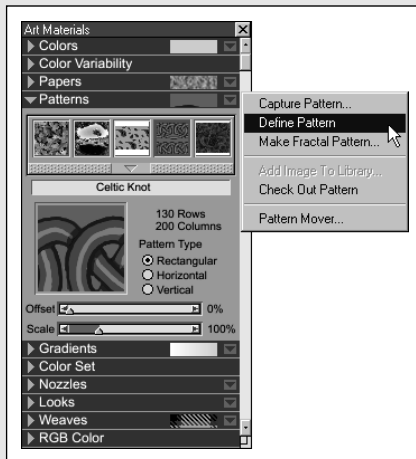 Art Materials
Colors
Color Variability
Papers
Patterns
Capture Pattern...
Define Pattern
Make Fractal Pattern...
Add Image To Library...
Check Out Pattern
Pattern Mover...
Celtic Knot
130 Rows
200 Columns
Pattern Type
Rectangular
Horizontal
Vertical
Offset 0%
Scale 100%
Gradients
Color Set
Nozzles
Looks
Weaves
RGB Color